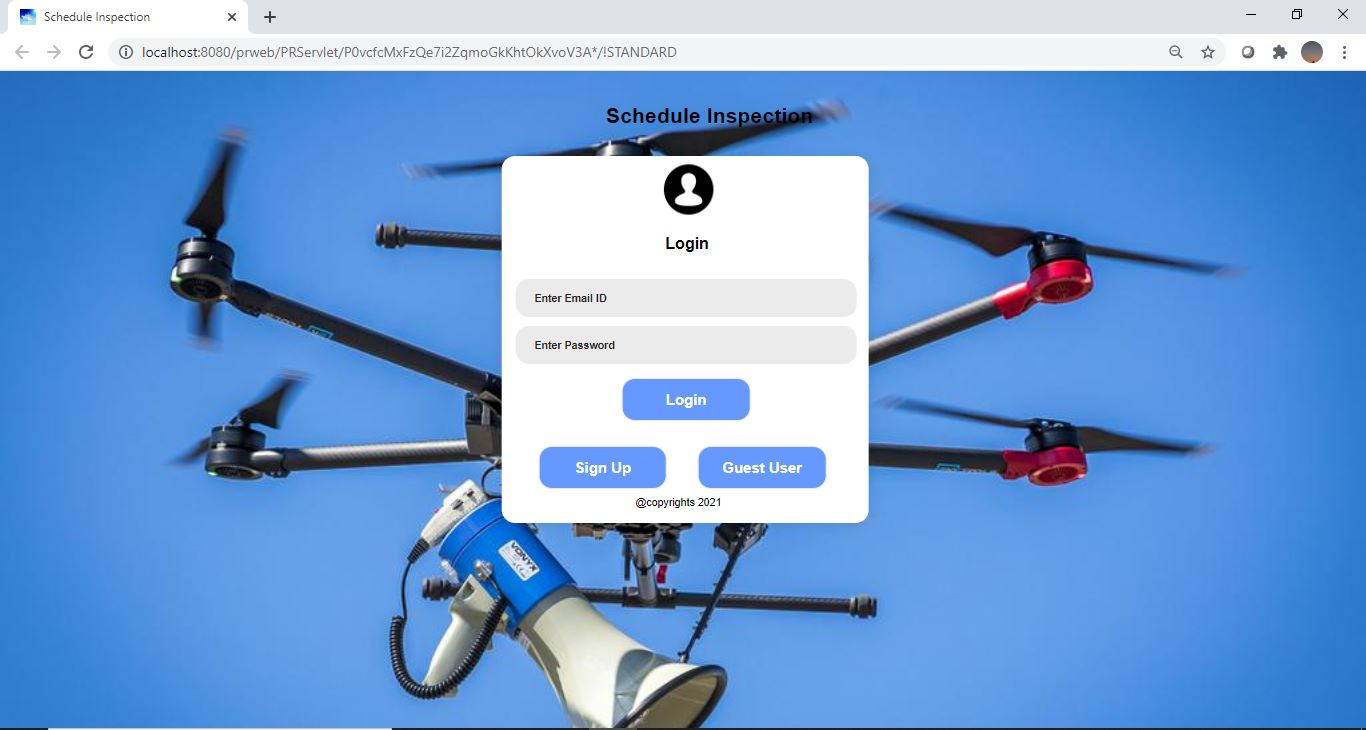 Schedule Inspection
localhost:8080/prweb/PRServlet/P0vcfcMxFzQe7i2ZqmoGkKhtOkXvoV3A*/!STANDARD
Schedule Inspection
Login
Enter Email ID
Enter Password
Login
Sign Up Guest User
@copyrights 2021
VONYX